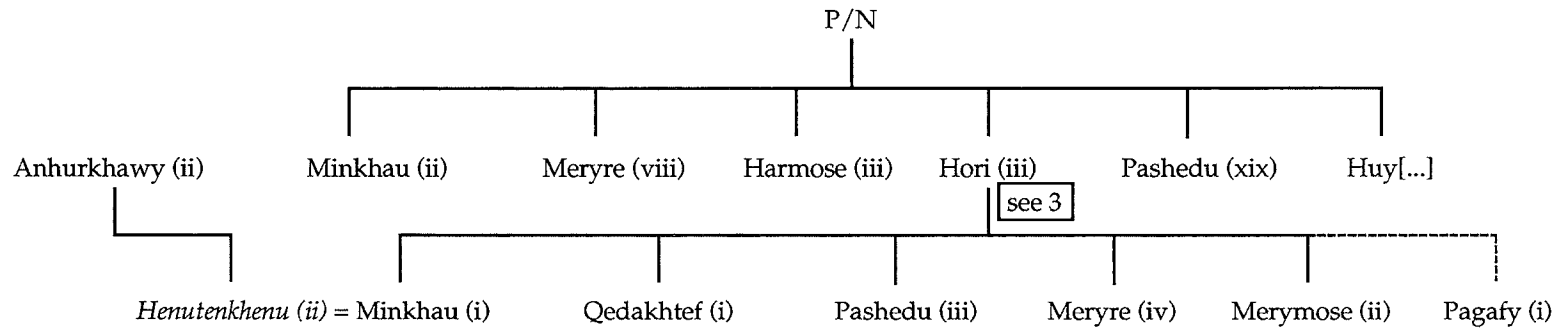 P/N
Anhurkhawy (ii) Minkhau (ii) Meryre (viii) Harmose (iii) Hori (iii) Pashedu (xix) Huy[...]
see 3
Henutenkhenu (ii) = Minkhau (i) Qedakhtef (i) Pashedu (iii) Meryre (iv) Merymose (ii) Pagafy (i)